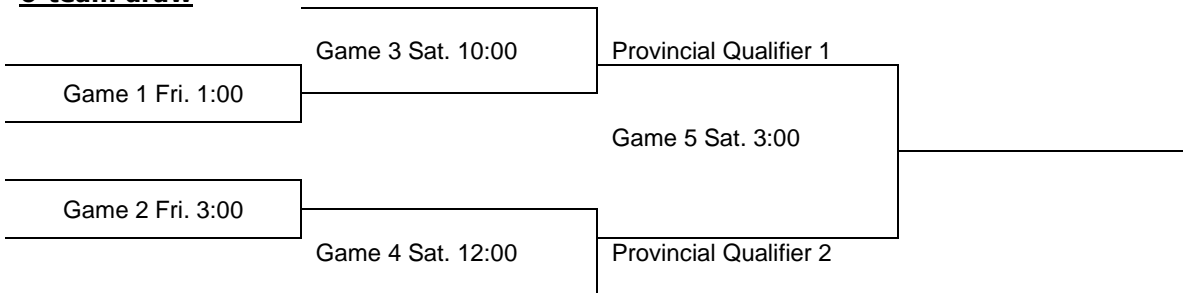 Game 3 Sat. 10:00
Provincial Qualifier 1
Game 1 Fri. 1:00
Game 5 Sat. 3:00
Game 2 Fri. 3:00
Game 4 Sat. 12:00
Provincial Qualifier 2